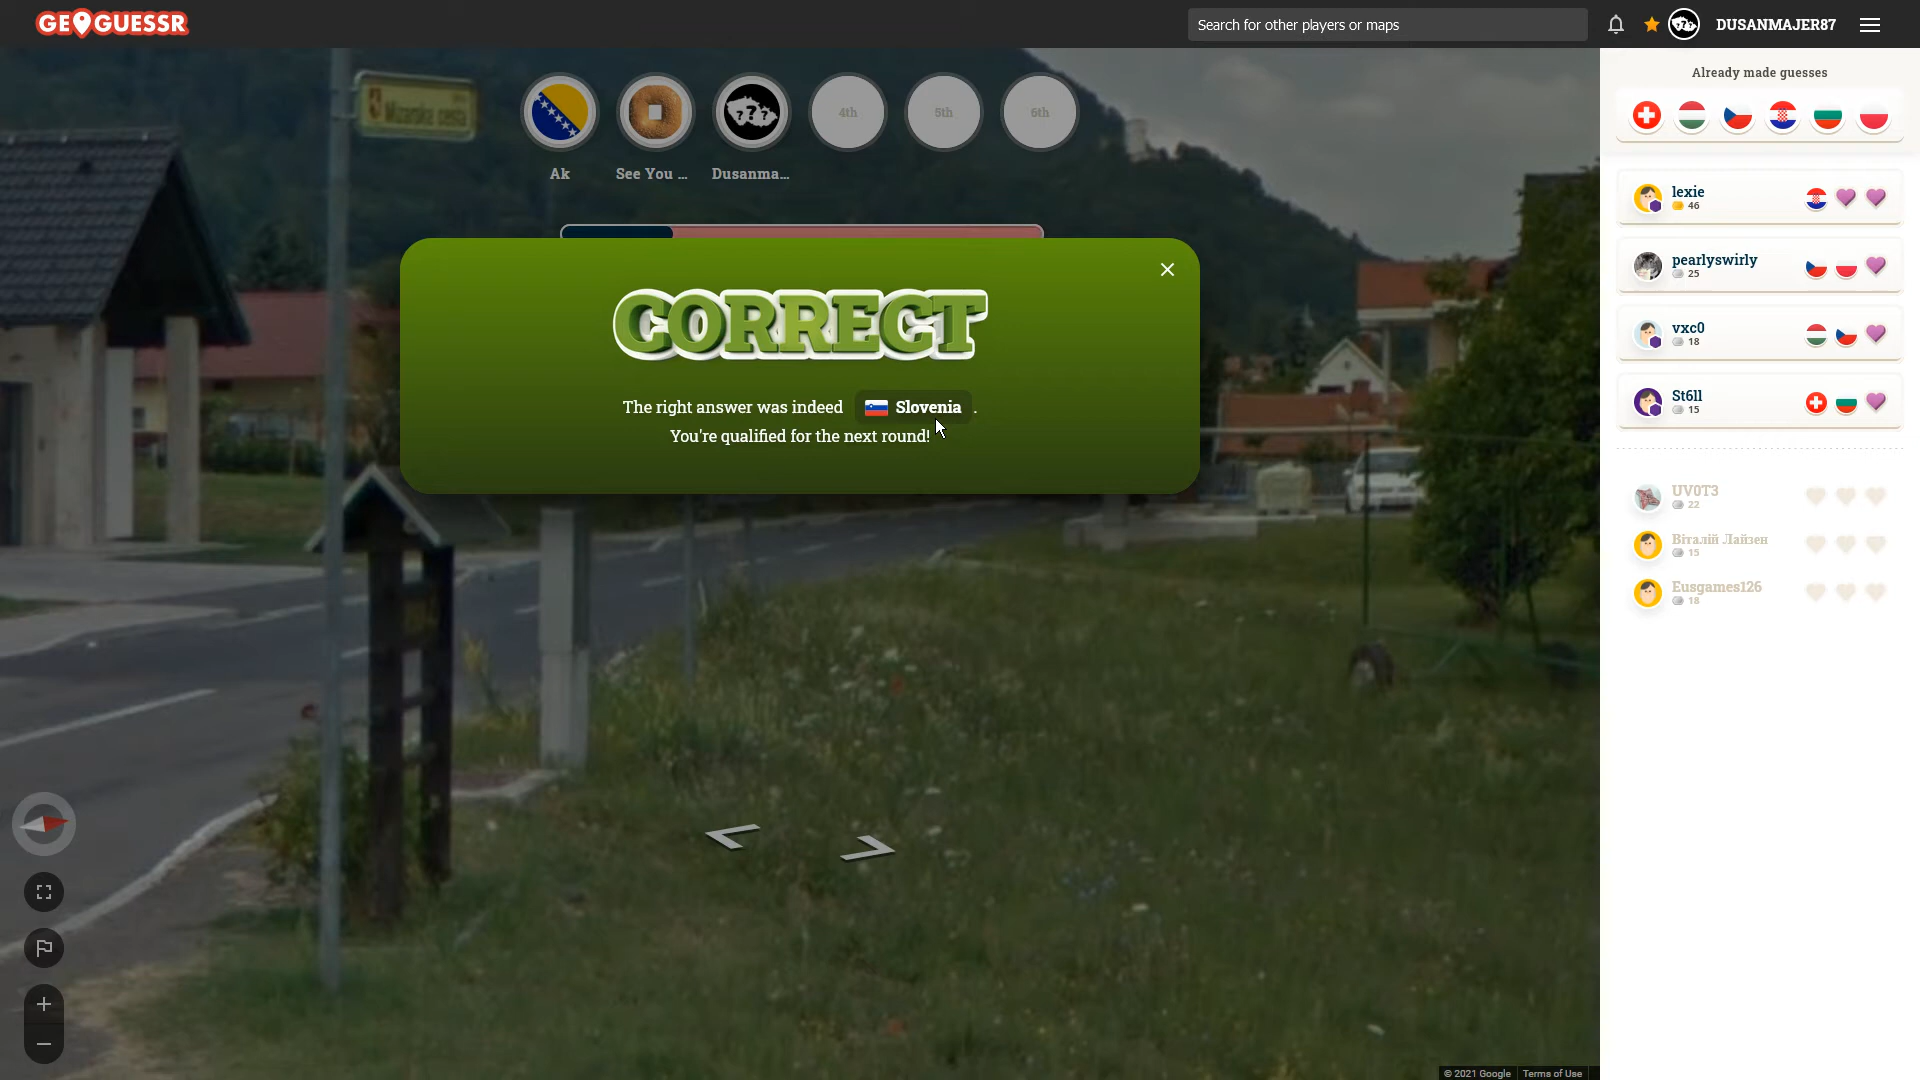 GEOGUESSR
Search for other players or maps
DUSANMAJER87
4th
5th
6th
Ak
See You ...
Dusanma...
CORRECT
The right answer was indeed Slovenia .
You're qualified for the next round!
Already made guesses
lexie
46
pearlyswirly
25
vxc0
18
St6ll
15
UV0T3
22
Віталій Лайзен
15
Eusgames126
18
© 2021 Google
Terms of Use